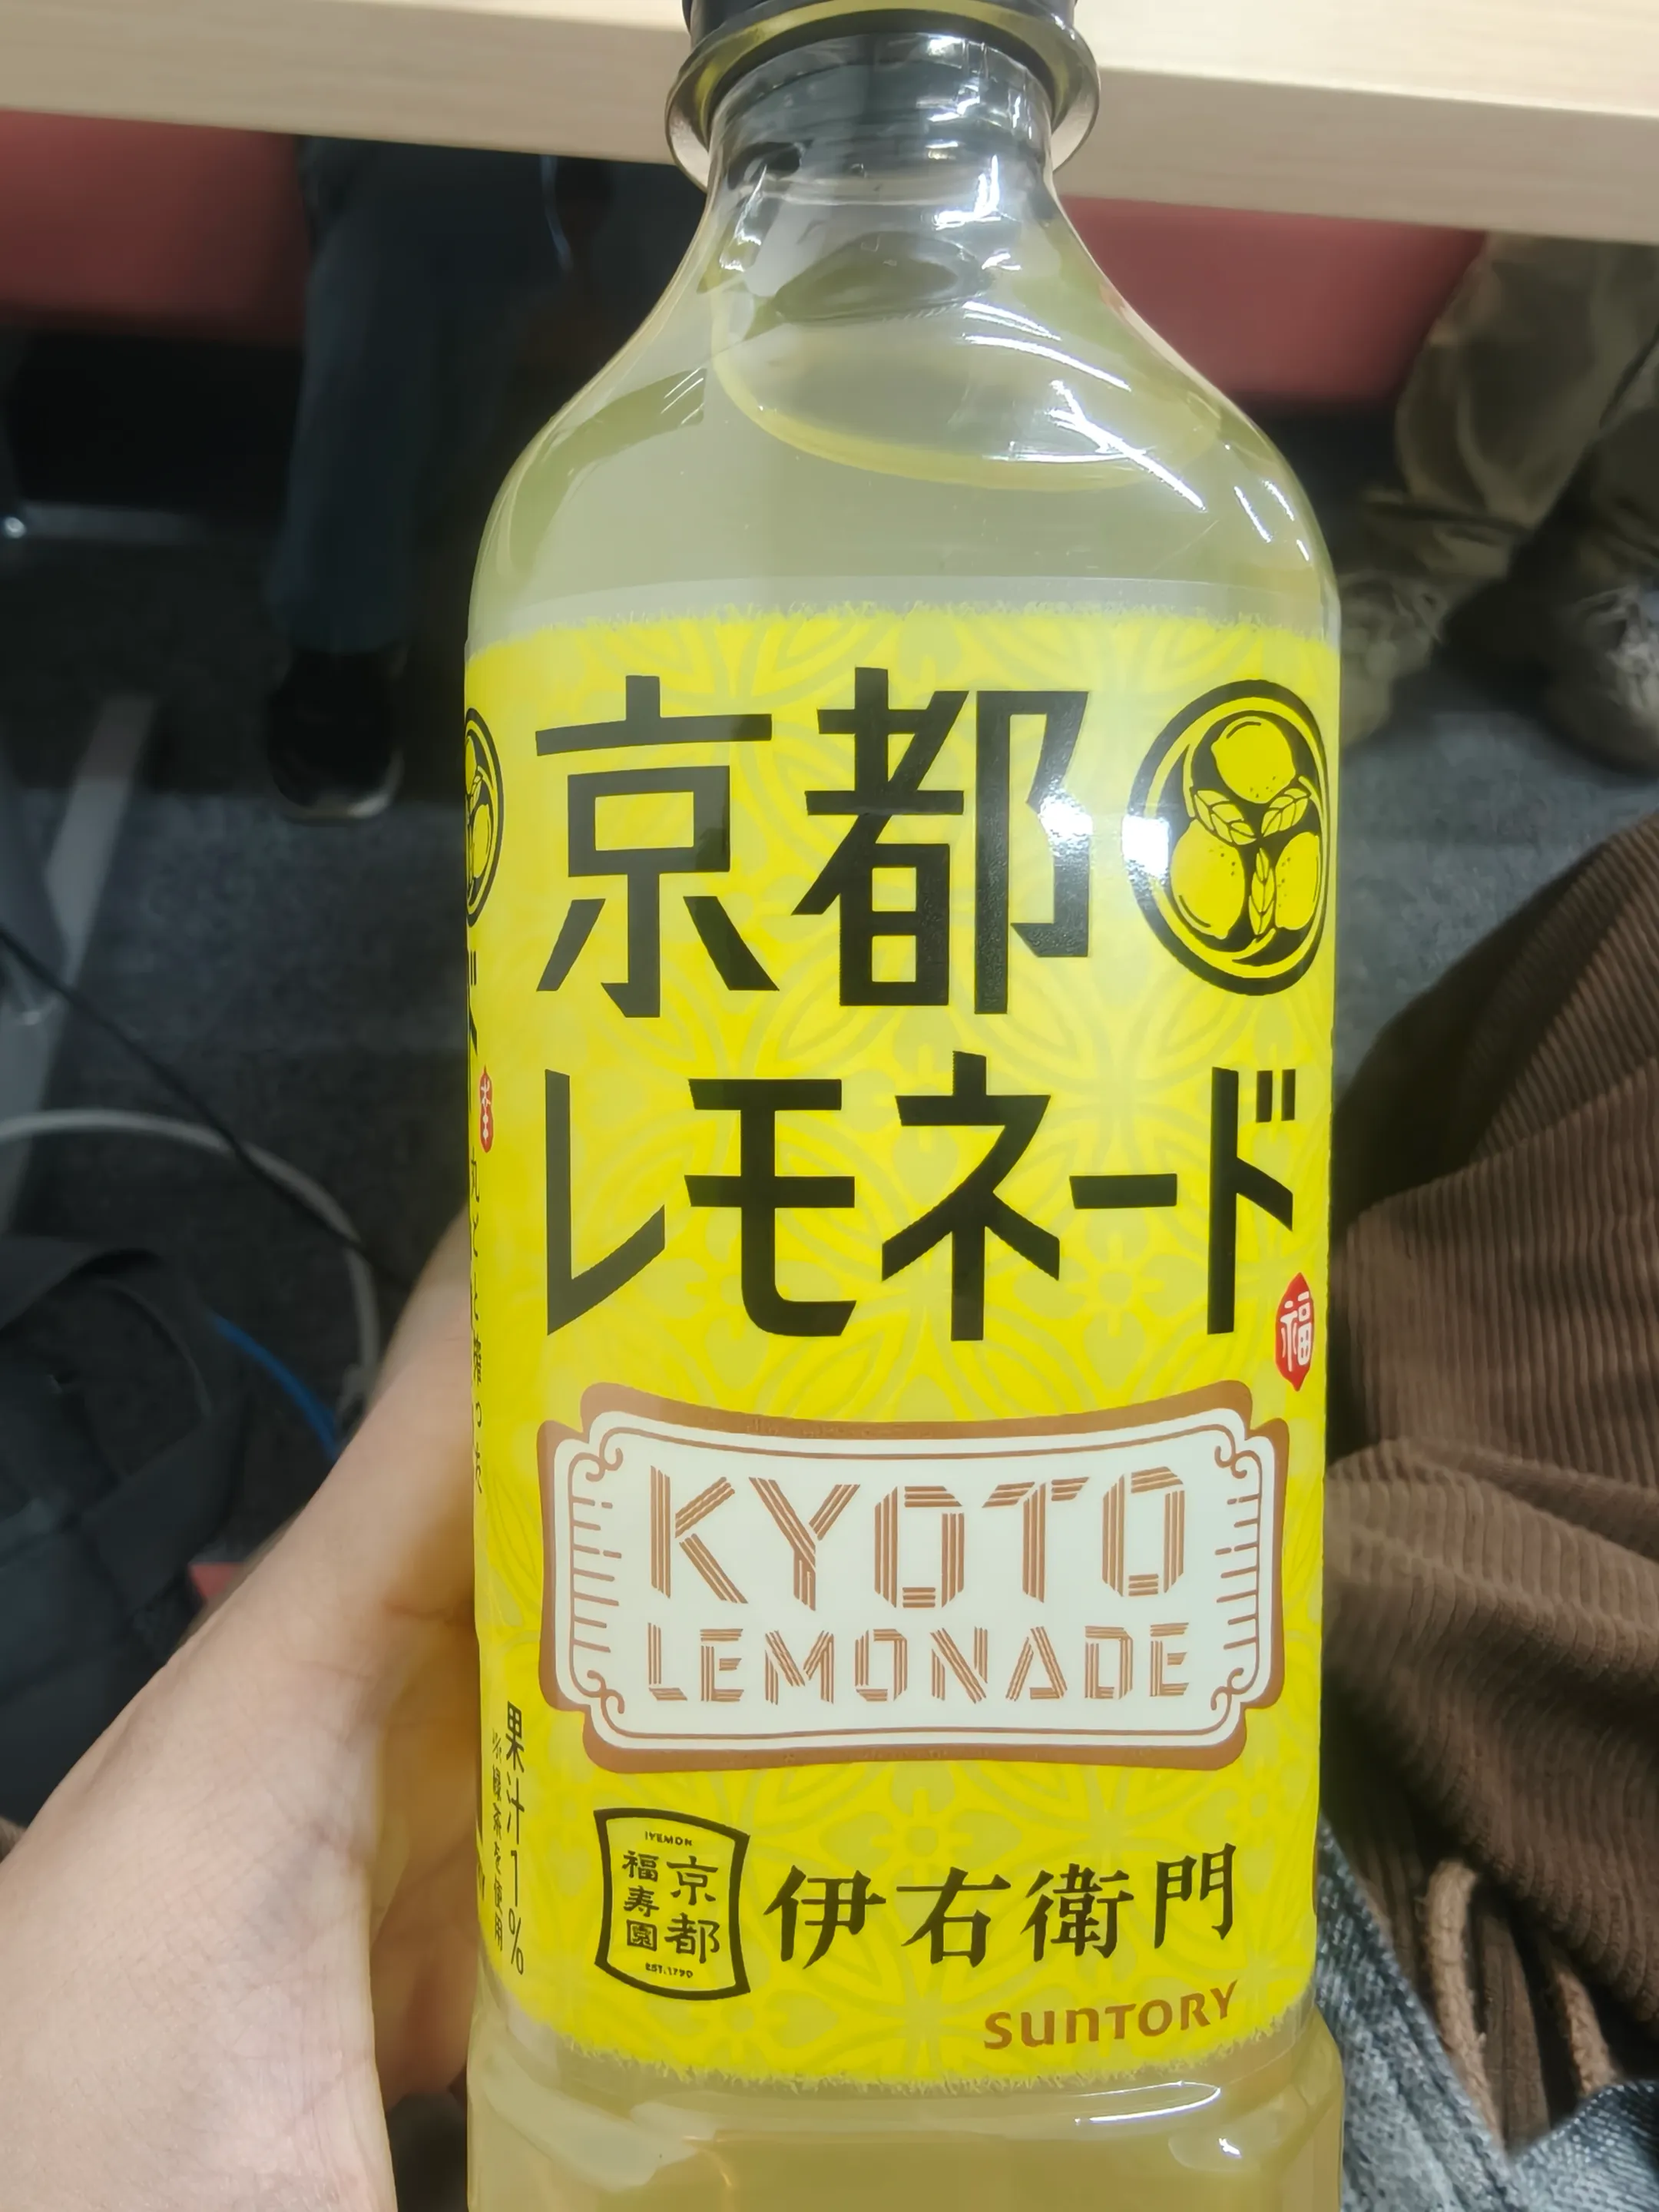 京都
レモネード
福
KYOTO
LEMONADE
果汁1%
IYEMON
京都
福寿園
EST.1790
伊右衛門
SUNTORY